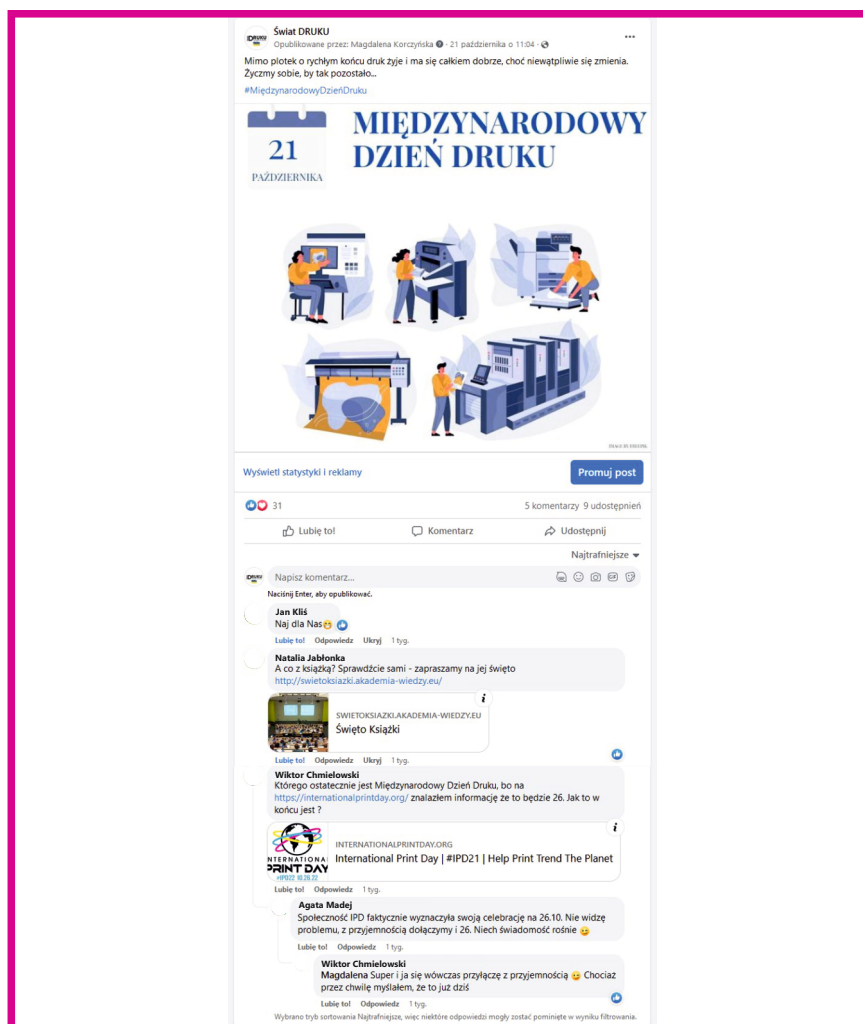 Świat DRUKU
Opublikowane przez: Magdalena Korczyńska · 21 października o 11:04 ·
Mimo plotek o rychłym końcu druk żyje i ma się całkiem dobrze, choć niewątpliwie się zmienia.
Życzmy sobie, by tak pozostało...
#MiędzynarodowyDzieńDruku
21
PAŹDZIERNIKA
MIĘDZYNARODOWY
DZIEŃ DRUKU
Wyświetl statystyki i reklamy
Promuj post
31
5 komentarzy 9 udostępnień
Lubię to!
Komentarz
Udostępnij
Najtrafniejsze
Napisz komentarz...
Naciśnij Enter, aby opublikować.
Jan Kliś
Naj dla Nas
Lubię to! Odpowiedz Ukryj 1 tyg.
Natalia Jabłonka
A co z książką? Sprawdźcie sami - zapraszamy na jej święto
http://swietoksiazki.akademia-wiedzy.eu/
SWIETOKSIAZKI.AKADEMIA-WIEDZY.EU
Święto Książki
Lubię to! Odpowiedz Ukryj 1 tyg.
Wiktor Chmielowski
Którego ostatecznie jest Międzynarodowy Dzień Druku, bo na
https://internationalprintday.org/ znalazłem informację że to będzie 26. Jak to w
końcu jest ?
INTERNATIONAL
PRINT DAY
#IPD22 10.26.22
INTERNATIONALPRINTDAY.ORG
International Print Day | #IPD21 | Help Print Trend The Planet
Lubię to! Odpowiedz 1 tyg.
Agata Madej
Społeczność IPD faktycznie wyznaczyła swoją celebrację na 26.10. Nie widzę
problemu, z przyjemnością dołączymy i 26. Niech świadomość rośnie
Lubię to! Odpowiedz 1 tyg.
Wiktor Chmielowski
Magdalena Super i ja się wówczas przyłączę z przyjemnością Chociaż
przez chwilę myślałem, że to już dziś
Lubię to! Odpowiedz 1 tyg.
Wybrano tryb sortowania Najtrafniejsze, więc niektóre odpowiedzi mogły zostać pominięte w wyniku filtrowania.